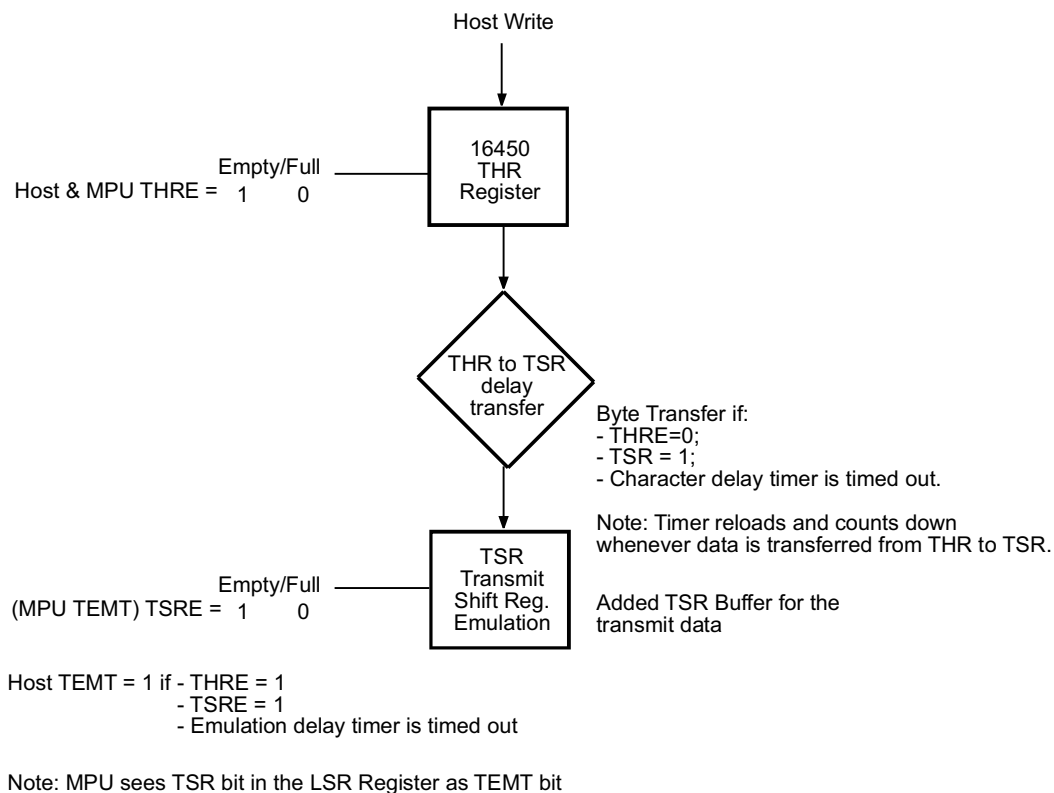 Host Write
16450
THR
Register
Empty/Full
Host & MPU THRE = 1 0
THR to TSR
delay
transfer
Byte Transfer if:
- THRE=0;
- TSR = 1;
- Character delay timer is timed out.
Note: Timer reloads and counts down
whenever data is transferred from THR to TSR.
TSR
Transmit
Shift Reg.
Emulation
Empty/Full
(MPU TEMT) TSRE = 1 0
Added TSR Buffer for the
transmit data
Host TEMT = 1 if - THRE = 1
- TSRE = 1
- Emulation delay timer is timed out
Note: MPU sees TSR bit in the LSR Register as TEMT bit